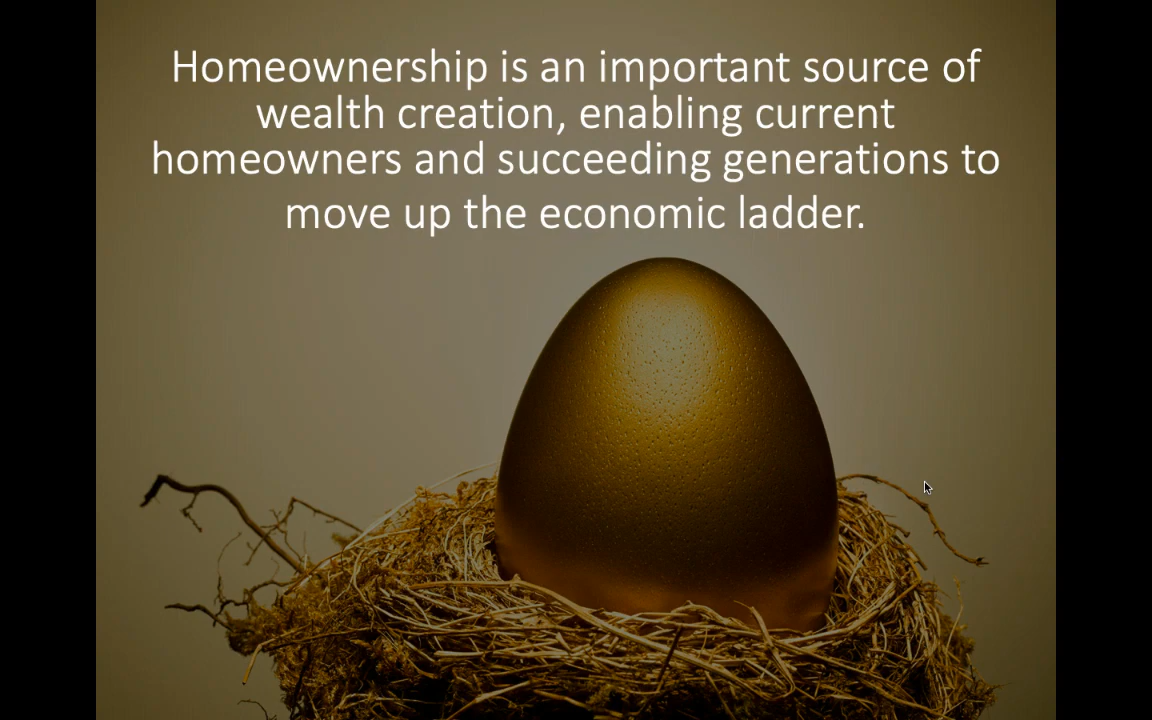 Homeownership is an important source of
wealth creation, enabling current
homeowners and succeeding generations to
move up the economic ladder.